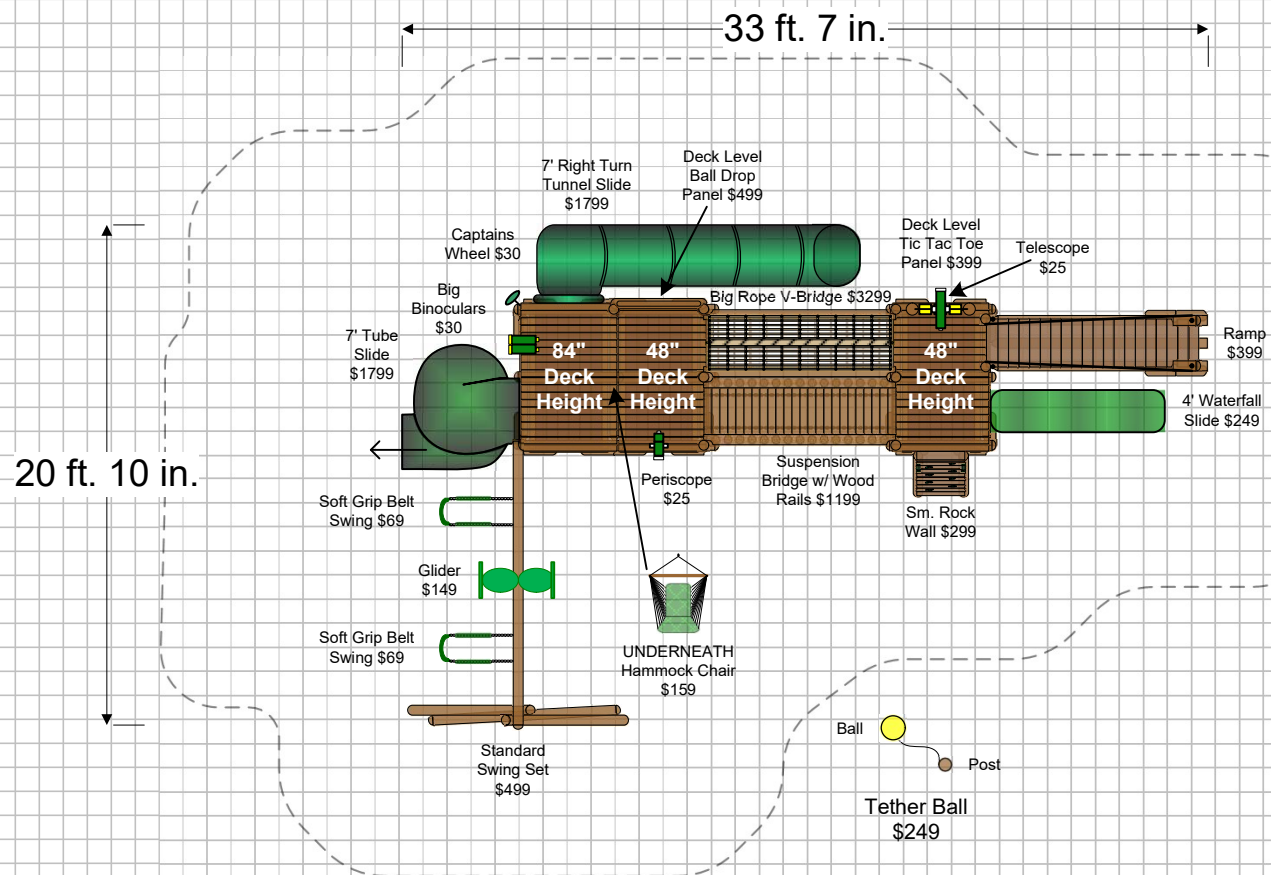 33 ft. 7 in.
7' Right Turn
Tunnel Slide
$1799
Deck Level
Ball Drop
Panel $499
Captains
Wheel $30
Deck Level
Tic Tac Toe
Panel $399
Telescope
$25
Big
Binoculars
$30
Big Rope V-Bridge $3299
7' Tube
Slide
$1799
84"
Deck
Height
48"
Deck
Height
48"
Deck
Height
Ramp
$399
4' Waterfall
Slide $249
20 ft. 10 in.
Periscope
$25
Suspension
Bridge w/ Wood
Rails $1199
Sm. Rock
Wall $299
Soft Grip Belt
Swing $69
Glider
$149
Soft Grip Belt
Swing $69
UNDERNEATH
Hammock Chair
$159
Standard
Swing Set
$499
Ball
Post
Tether Ball
$249